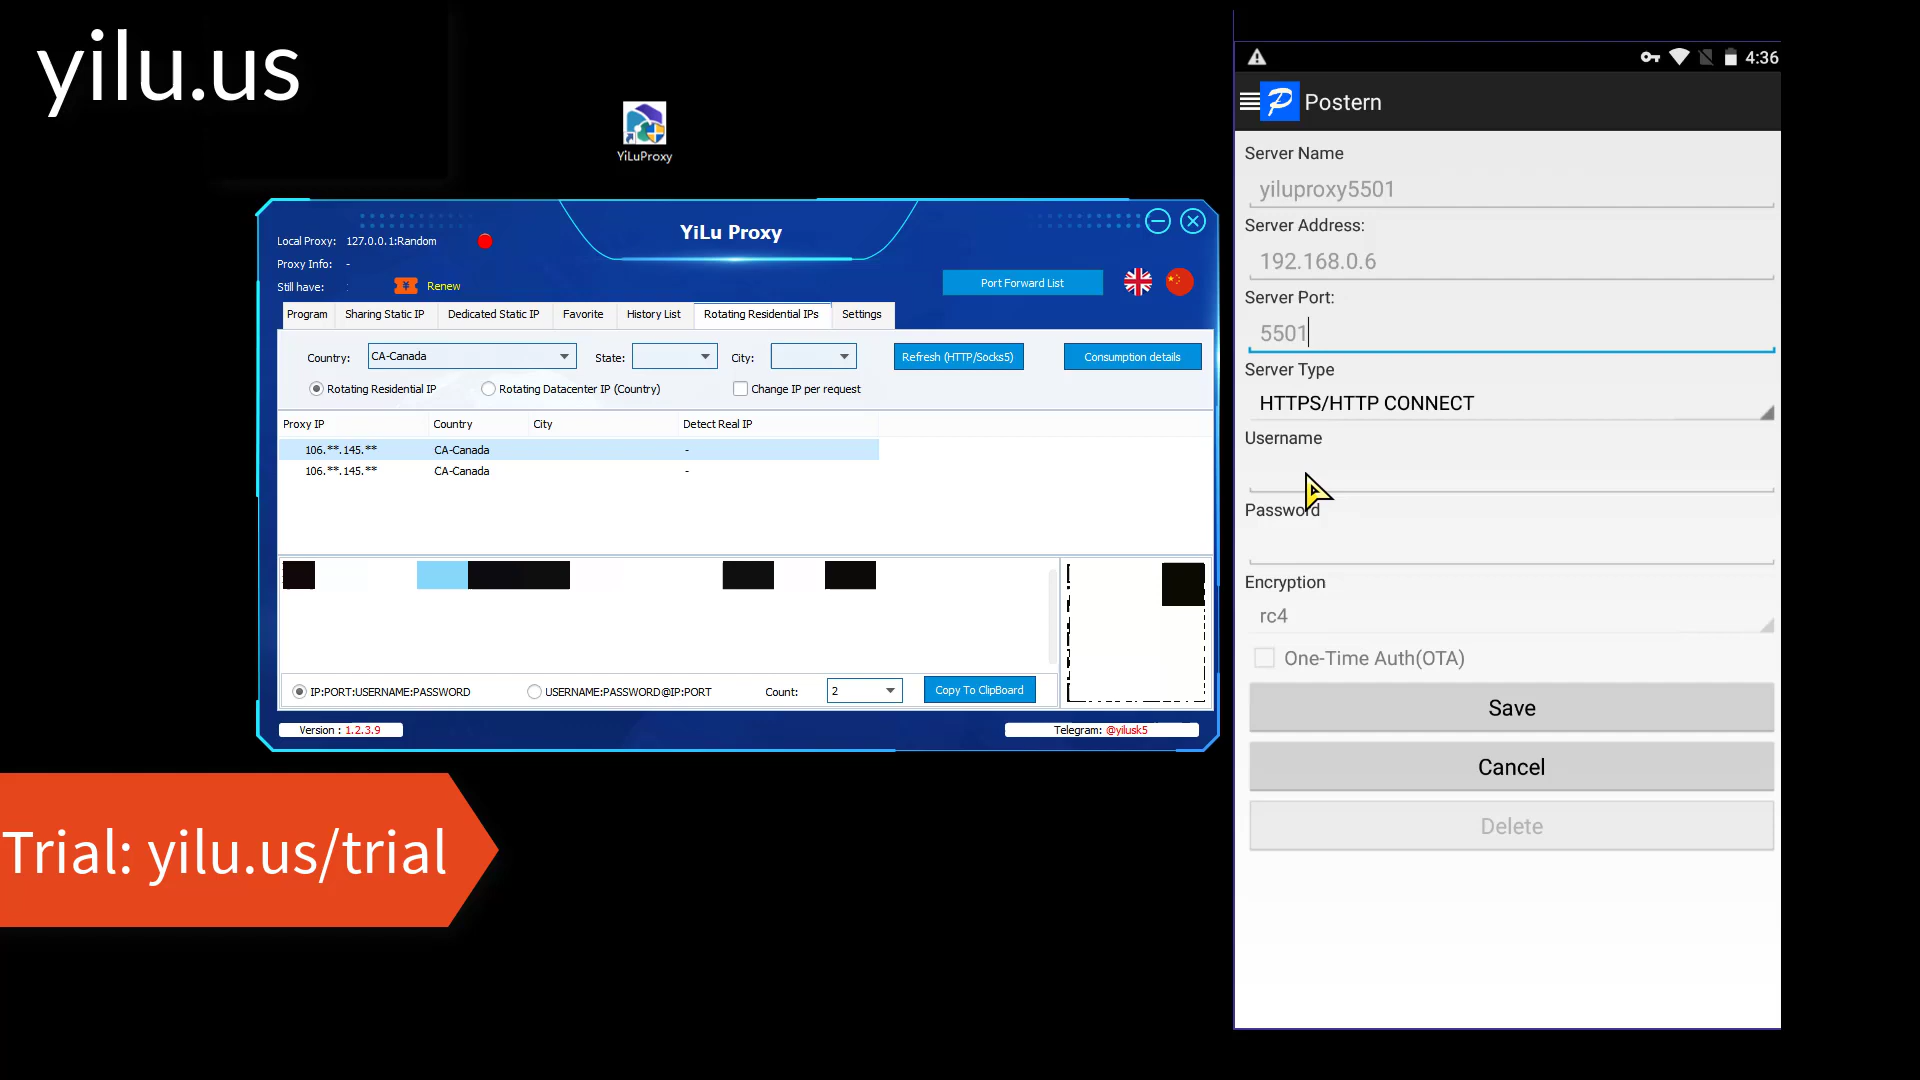 yilu.us
YiLuProxy
YiLu Proxy
Local Proxy: 127.0.0.1:Random
Proxy Info: -
Still have: Renew
Port Forward List
Program Sharing Static IP Dedicated Static IP Favorite History List Rotating Residential IPs Settings
Country: CA-Canada State: City: Refresh (HTTP/Socks5) Consumption details
Rotating Residential IP Rotating Datacenter IP (Country) Change IP per request
Proxy IP Country City Detect Real IP
106.**.145.** CA-Canada -
106.**.145.** CA-Canada -
IP:PORT:USERNAME:PASSWORD USERNAME:PASSWORD@IP:PORT Count: 2 Copy To ClipBoard
Version : 1.2.3.9
Telegram: @yilusk5
Trial: yilu.us/trial
4:36
Postern
Server Name
yiluproxy5501
Server Address:
192.168.0.6
Server Port:
5501
Server Type
HTTPS/HTTP CONNECT
Username
Password
Encryption
rc4
One-Time Auth(OTA)
Save
Cancel
Delete